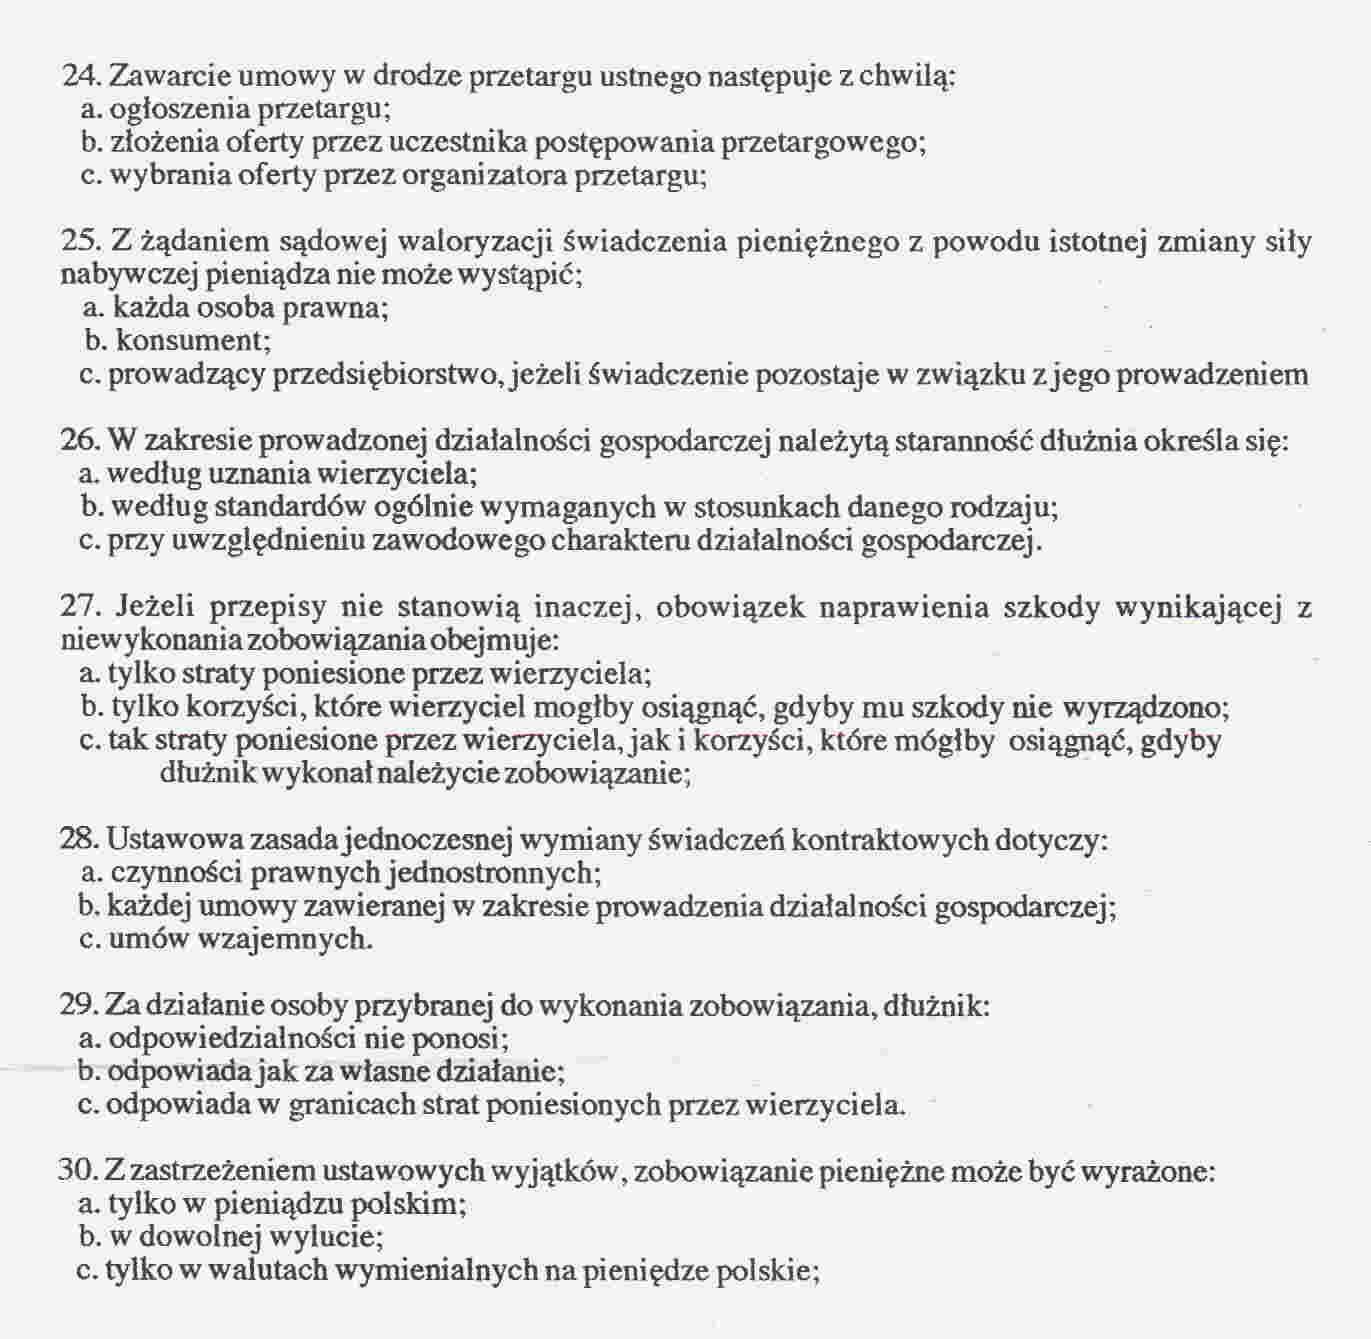 24. Zawarcie umowy w drodze przetargu ustnego następuje z chwilą:
a. ogłoszenia przetargu;
b. złożenia oferty przez uczestnika postępowania przetargowego;
c. wybrania oferty przez organizatora przetargu;
25. Z żądaniem sądowej waloryzacji świadczenia pieniężnego z powodu istotnej zmiany siły
nabywczej pieniądza nie może wystąpić;
a. każda osoba prawna;
b. konsument;
c. prowadzący przedsiębiorstwo, jeżeli świadczenie pozostaje w związku z jego prowadzeniem
26. W zakresie prowadzonej działalności gospodarczej należytą staranność dłużnia określa się:
a. według uznania wierzyciela;
b. według standardów ogólnie wymaganych w stosunkach danego rodzaju;
c. przy uwzględnieniu zawodowego charakteru działalności gospodarczej.
27. Jeżeli przepisy nie stanowią inaczej, obowiązek naprawienia szkody wynikającej z
niewykonania zobowiązania obejmuje:
a. tylko straty poniesione przez wierzyciela;
b. tylko korzyści, które wierzyciel mogłby osiągnąć, gdyby mu szkody nie wyrządzono;
c. tak straty poniesione przez wierzyciela, jak i korzyści, które mógłby osiągnąć, gdyby
dłużnik wykonał należycie zobowiązanie;
28. Ustawowa zasada jednoczesnej wymiany świadczeń kontraktowych dotyczy:
a. czynności prawnych jednostronnych;
b. każdej umowy zawieranej w zakresie prowadzenia działalności gospodarczej;
c. umów wzajemnych.
29. Za działanie osoby przybranej do wykonania zobowiązania, dłużnik:
a. odpowiedzialności nie ponosi;
b. odpowiada jak za własne działanie;
c. odpowiada w granicach strat poniesionych przez wierzyciela.
30. Z zastrzeżeniem ustawowych wyjątków, zobowiązanie pieniężne może być wyrażone:
a. tylko w pieniądzu polskim;
b. w dowolnej wylucie;
c. tylko w walutach wymienialnych na pieniędze polskie;